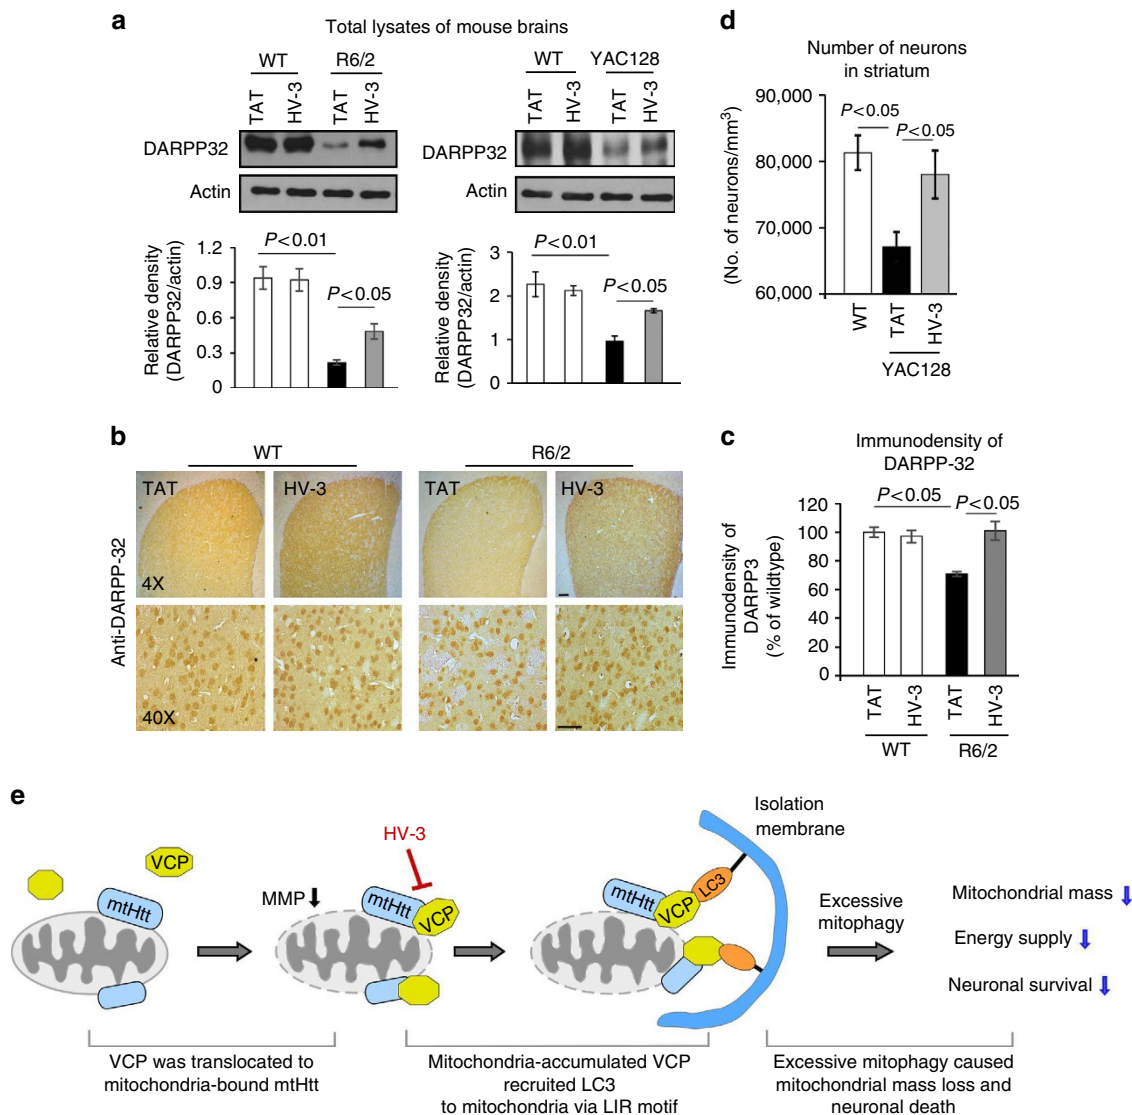 a
Total lysates of mouse brains
WT
R6/2
TAT
HV-3
TAT
HV-3
DARPP32
Actin
Relative density
(DARPP32/actin)
1.2
0.9
0.6
0.3
0
P<0.01
P<0.05
WT
YAC128
TAT
HV-3
TAT
HV-3
DARPP32
Actin
Relative density
(DARPP32/actin)
3
2
1
0
P<0.01
P<0.05
d
Number of neurons
in striatum
(No. of neurons/mm³)
90,000
80,000
70,000
60,000
P<0.05
P<0.05
WT
TAT
HV-3
YAC128
b
WT
R6/2
Anti-DARPP-32
TAT
HV-3
TAT
HV-3
4X
40X
c
Immunodensity of
DARPP-32
Immunodensity of
DARPP3
(% of wildtype)
120
100
80
60
40
20
0
P<0.05
P<0.05
TAT
HV-3
TAT
HV-3
WT
R6/2
e
VCP
mtHtt
MMP
HV-3
mtHtt
VCP
mtHtt
VCP
LC3
Isolation
membrane
Excessive
mitophagy
Mitochondrial mass
Energy supply
Neuronal survival
VCP was translocated to
mitochondria-bound mtHtt
Mitochondria-accumulated VCP
recruited LC3
to mitochondria via LIR motif
Excessive mitophagy caused
mitochondrial mass loss and
neuronal death